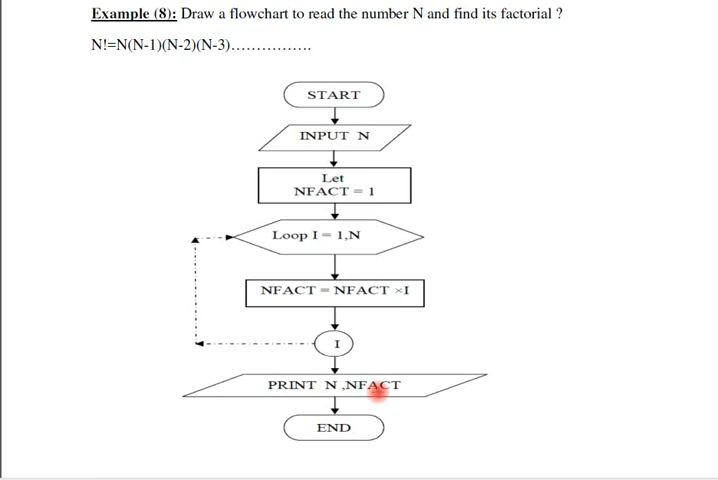 Example (8): Draw a flowchart to read the number N and find its factorial ?
N!=N(N-1)(N-2)(N-3)................
START
INPUT N
Let
NFACT = 1
Loop I = 1,N
NFACT = NFACT ×I
I
PRINT N ,NFACT
END